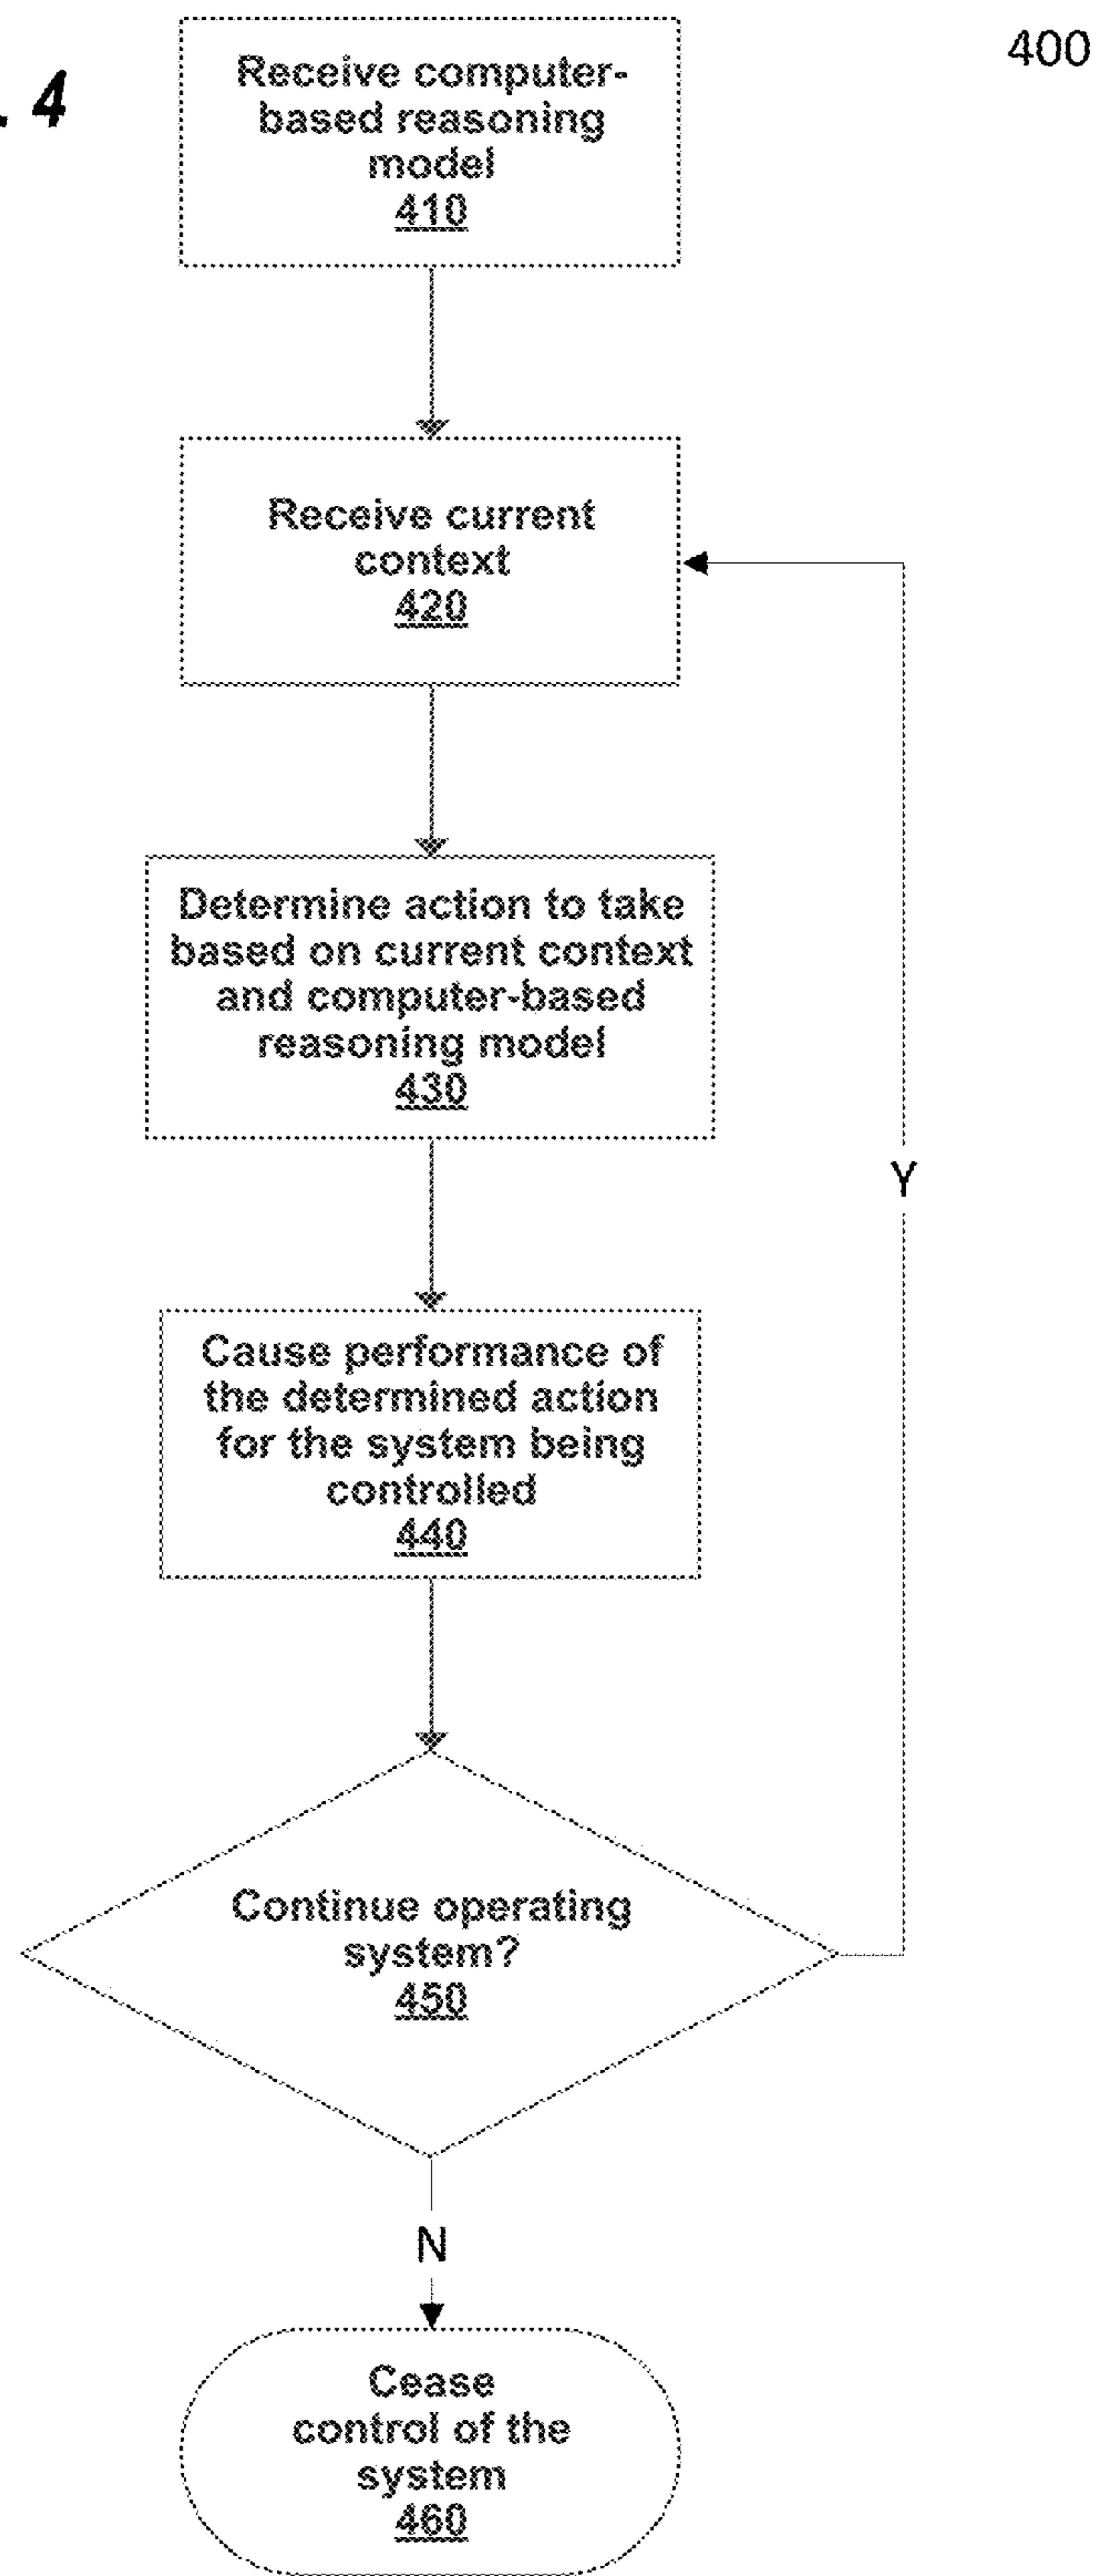 . 4
400
Receive computer-
based reasoning
model
410
Receive current
context
420
Determine action to take
based on current context
and computer-based
reasoning model
430
Y
Cause performance of
the determined action
for the system being
controlled
440
Continue operating
system?
450
N
Cease
control of the
system
460